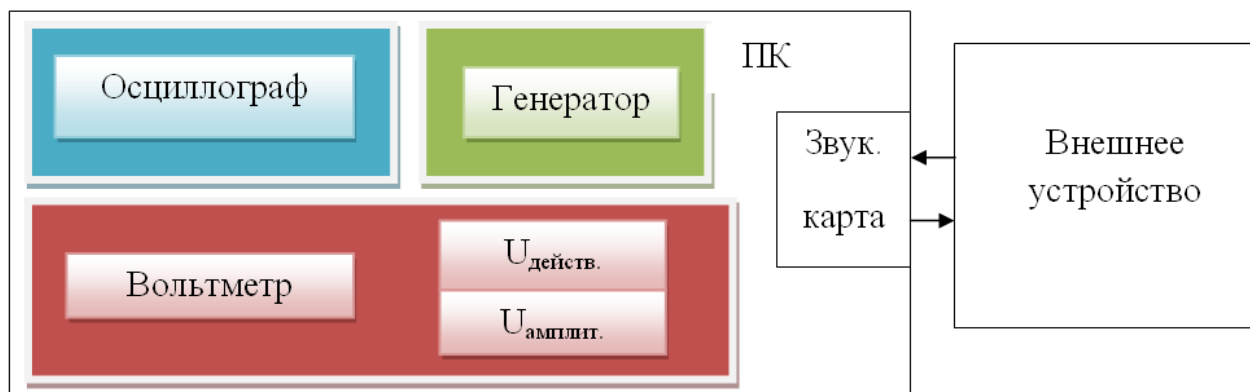 Осциллограф
Генератор
ПК
Звук.
карта
Внешнее
устройство
Вольтметр
Uдейств.
Uамплит.